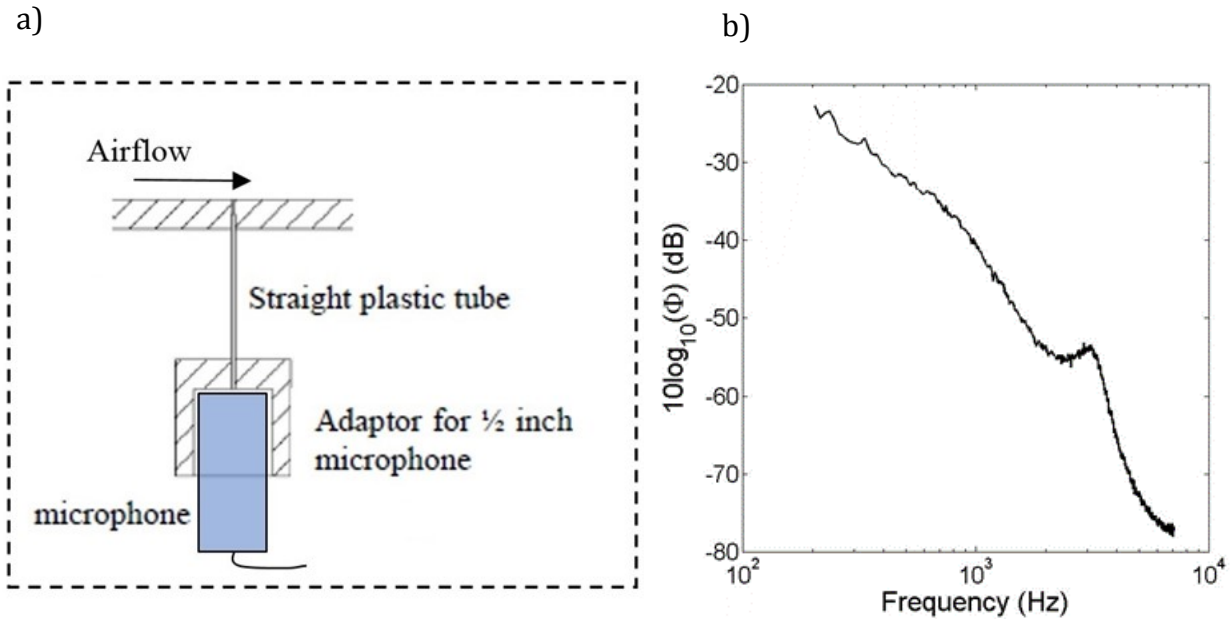 a)
Airflow
Straight plastic tube
Adaptor for ½ inch
microphone
microphone
b)
-20
-30
-40
-50
-60
-70
-80
10log₁₀(Φ) (dB)
10² 10³ 10⁴
Frequency (Hz)